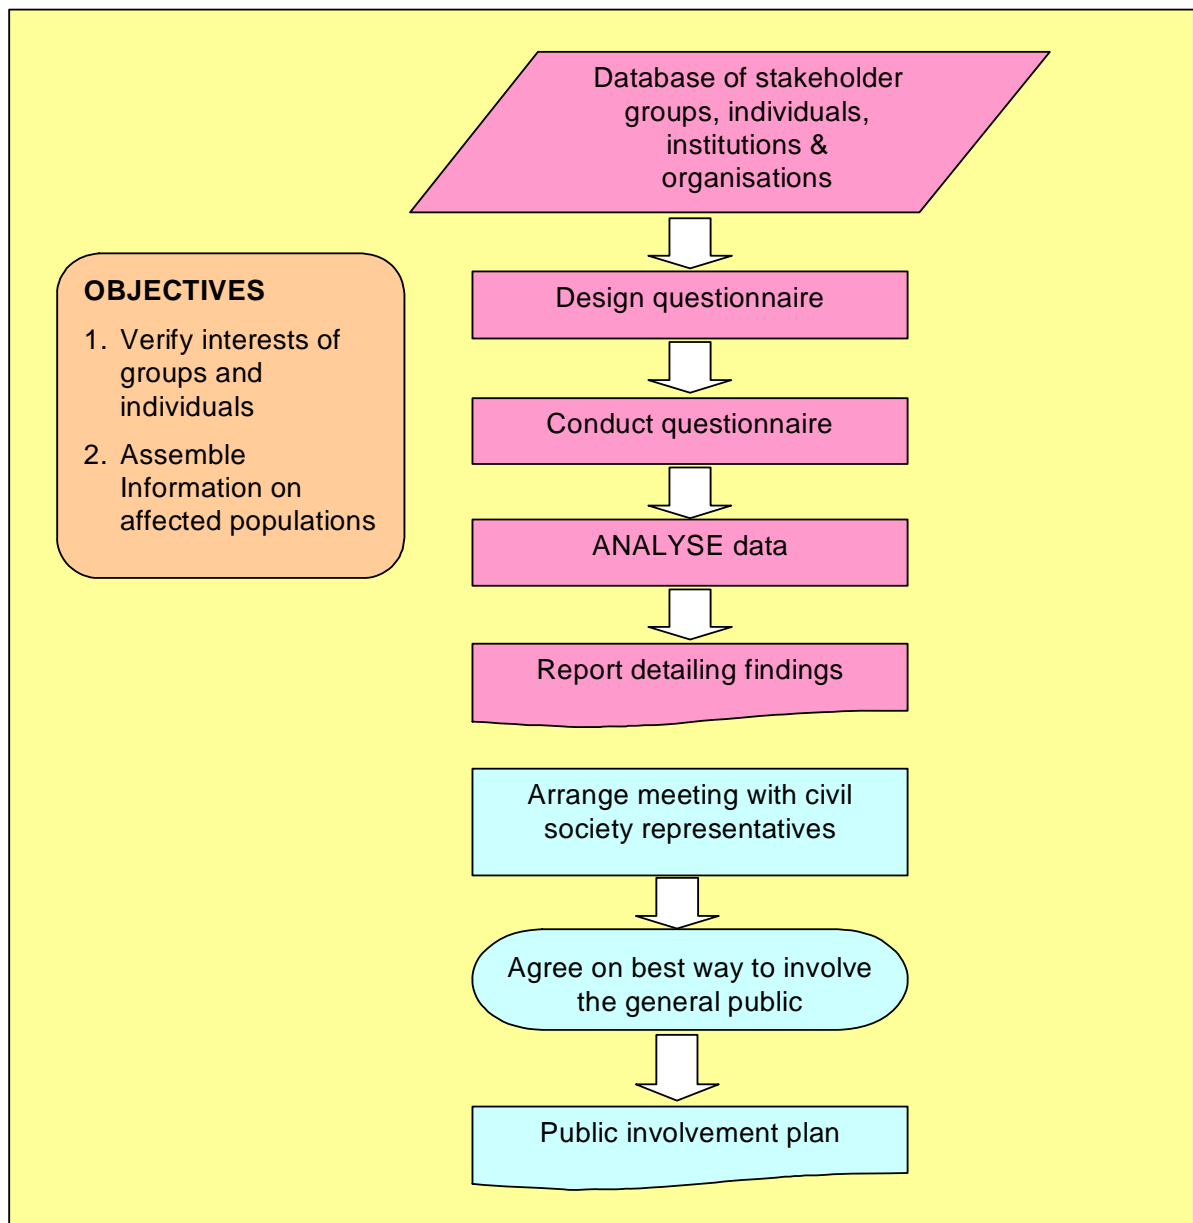 Database of stakeholder
groups, individuals,
institutions &
organisations
Design questionnaire
OBJECTIVES
1. Verify interests of
groups and
individuals
2. Assemble
Information on
affected populations
Conduct questionnaire
ANALYSE data
Report detailing findings
Arrange meeting with civil
society representatives
Agree on best way to involve
the general public
Public involvement plan